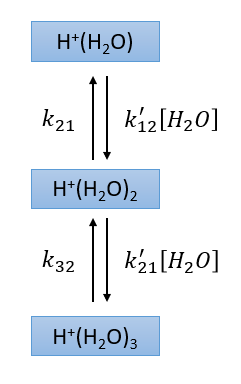 H⁺(H₂O)
k₂₁ k′₁₂[H₂O]
H⁺(H₂O)₂
k₃₂ k′₂₁[H₂O]
H⁺(H₂O)₃